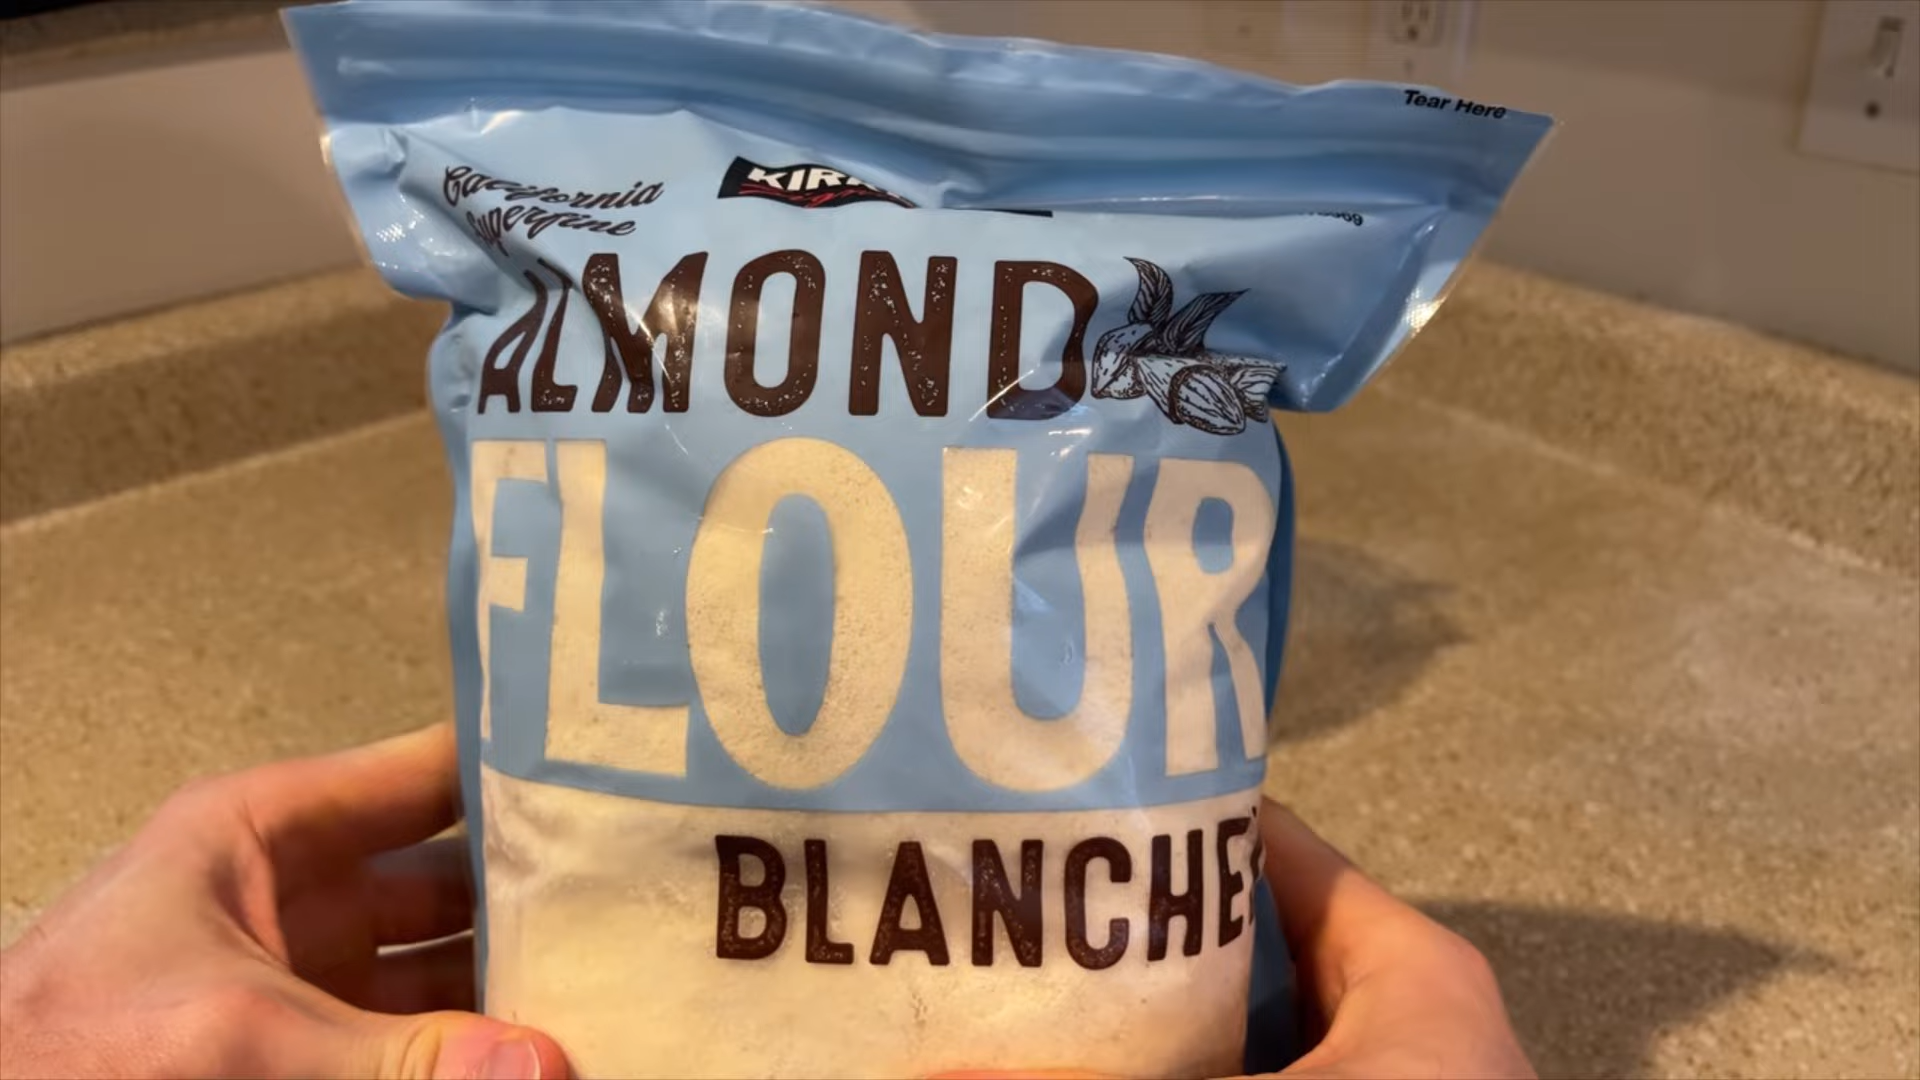 Tear Here
California
Superfine
ALMOND
FLOUR
BLANCHE